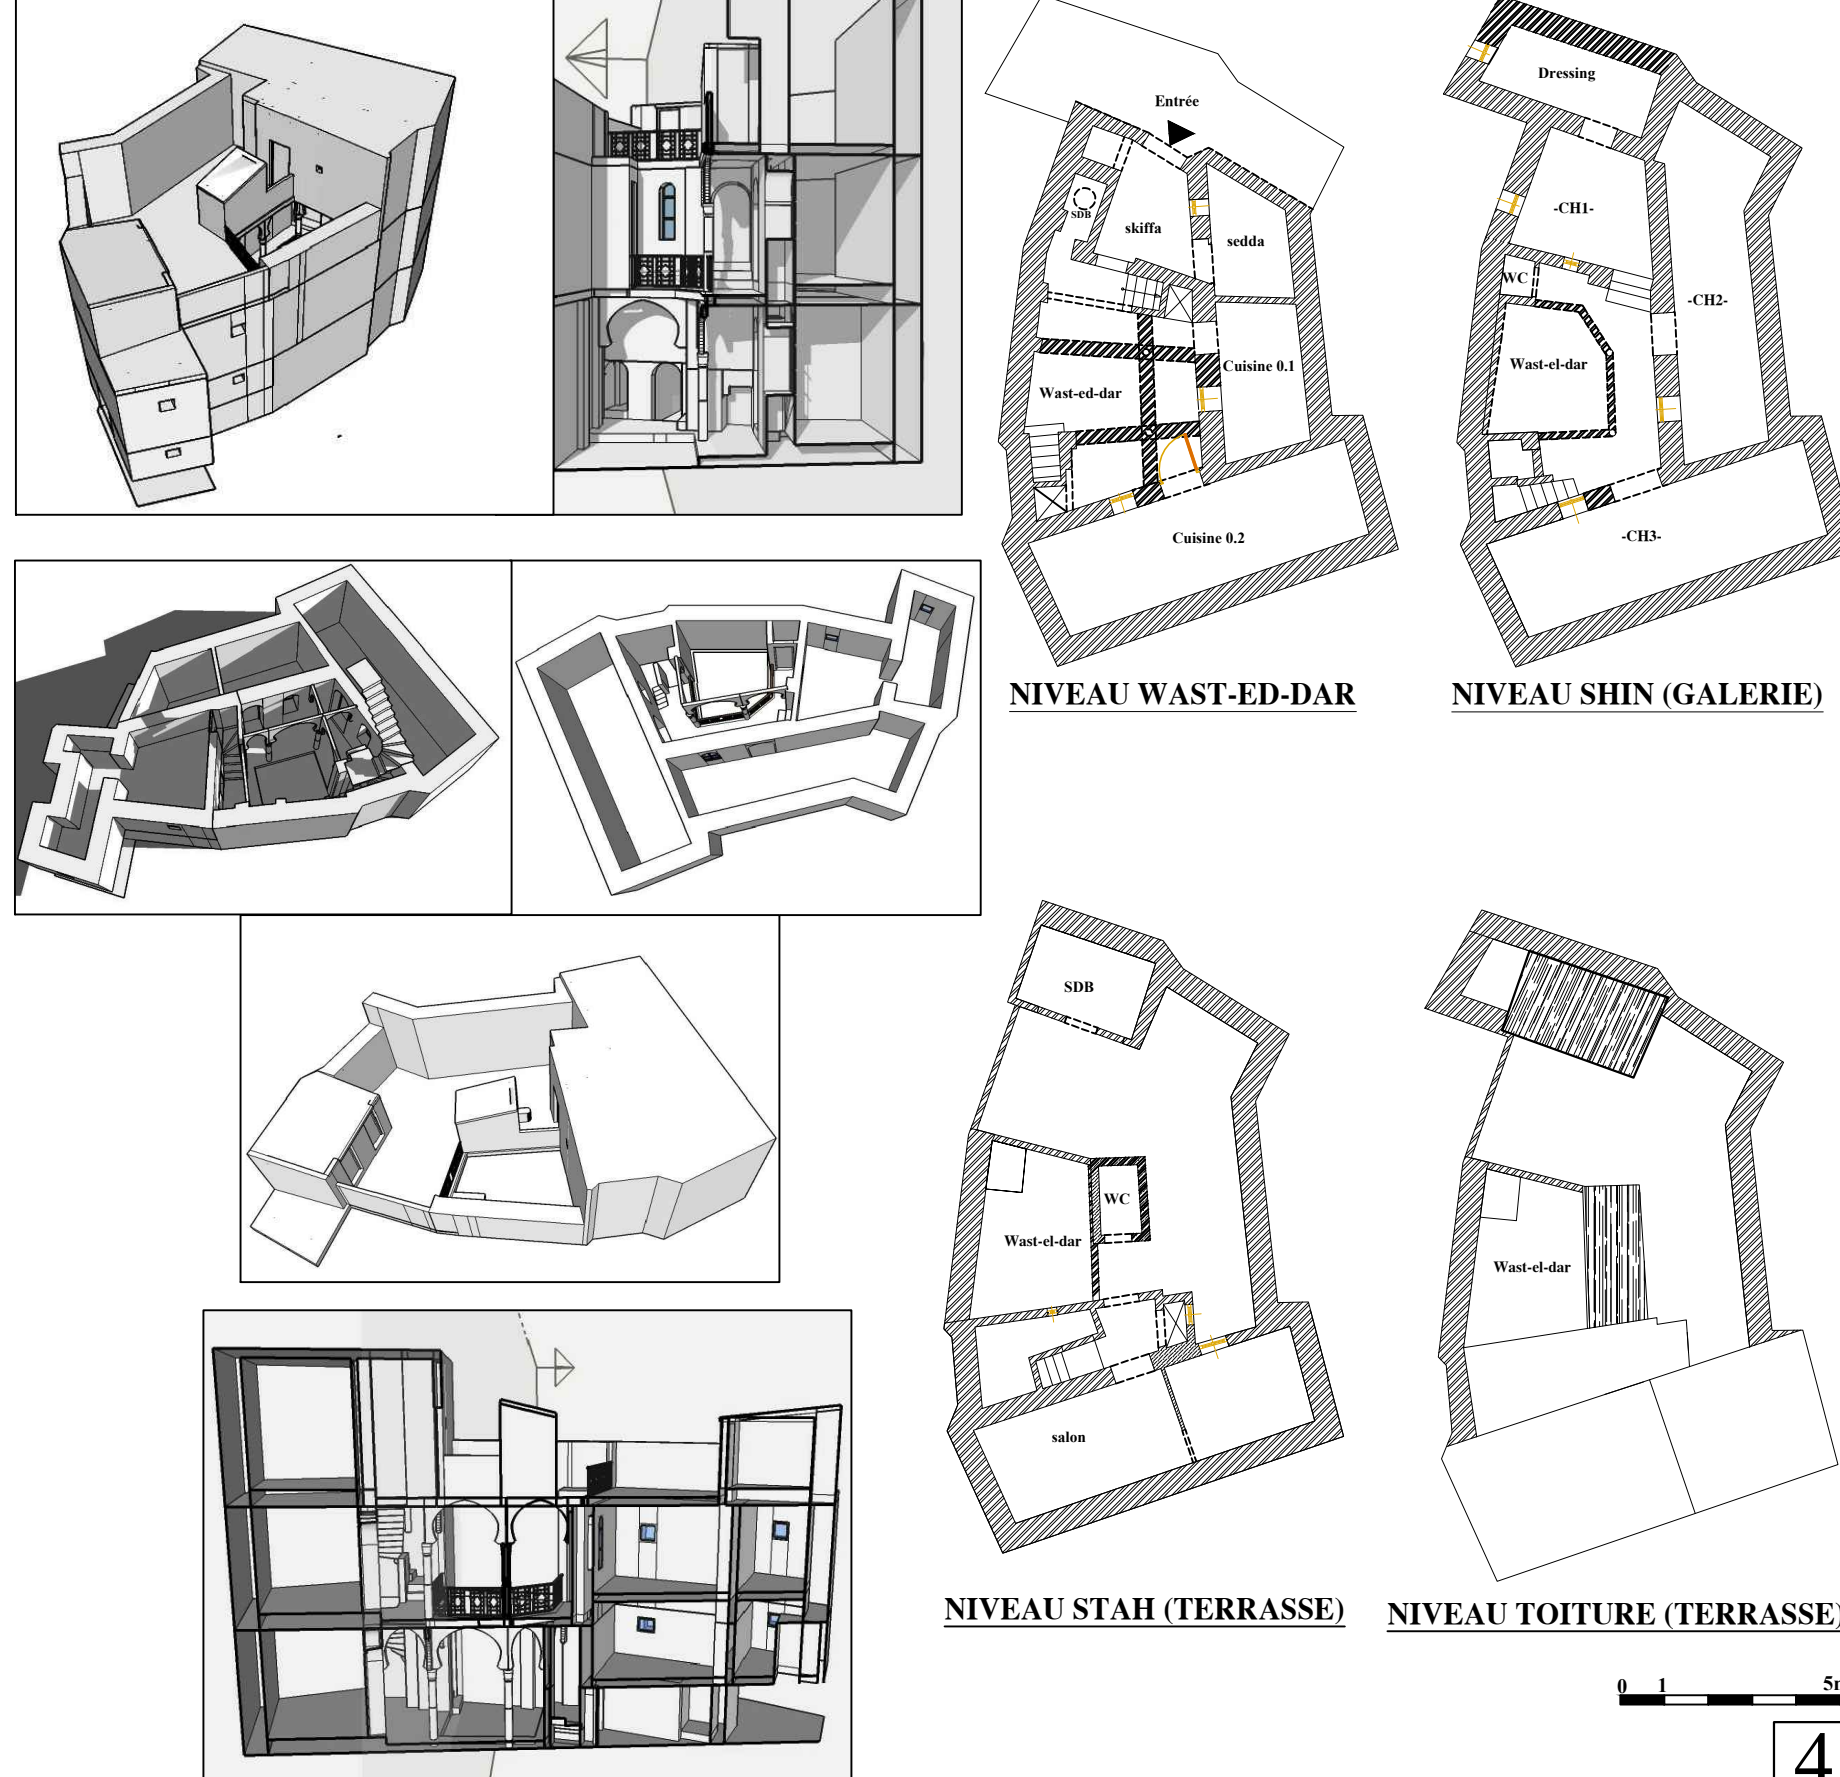 Entrée
SDB
skiffa
sedda
Wast-ed-dar
Cuisine 0.1
Cuisine 0.2
NIVEAU WAST-ED-DAR
Dressing
-CH1-
WC
-CH2-
Wast-el-dar
-CH3-
NIVEAU SHIN (GALERIE)
SDB
WC
Wast-el-dar
salon
NIVEAU STAH (TERRASSE)
Wast-el-dar
NIVEAU TOITURE (TERRASSE)
0 1 5m
4